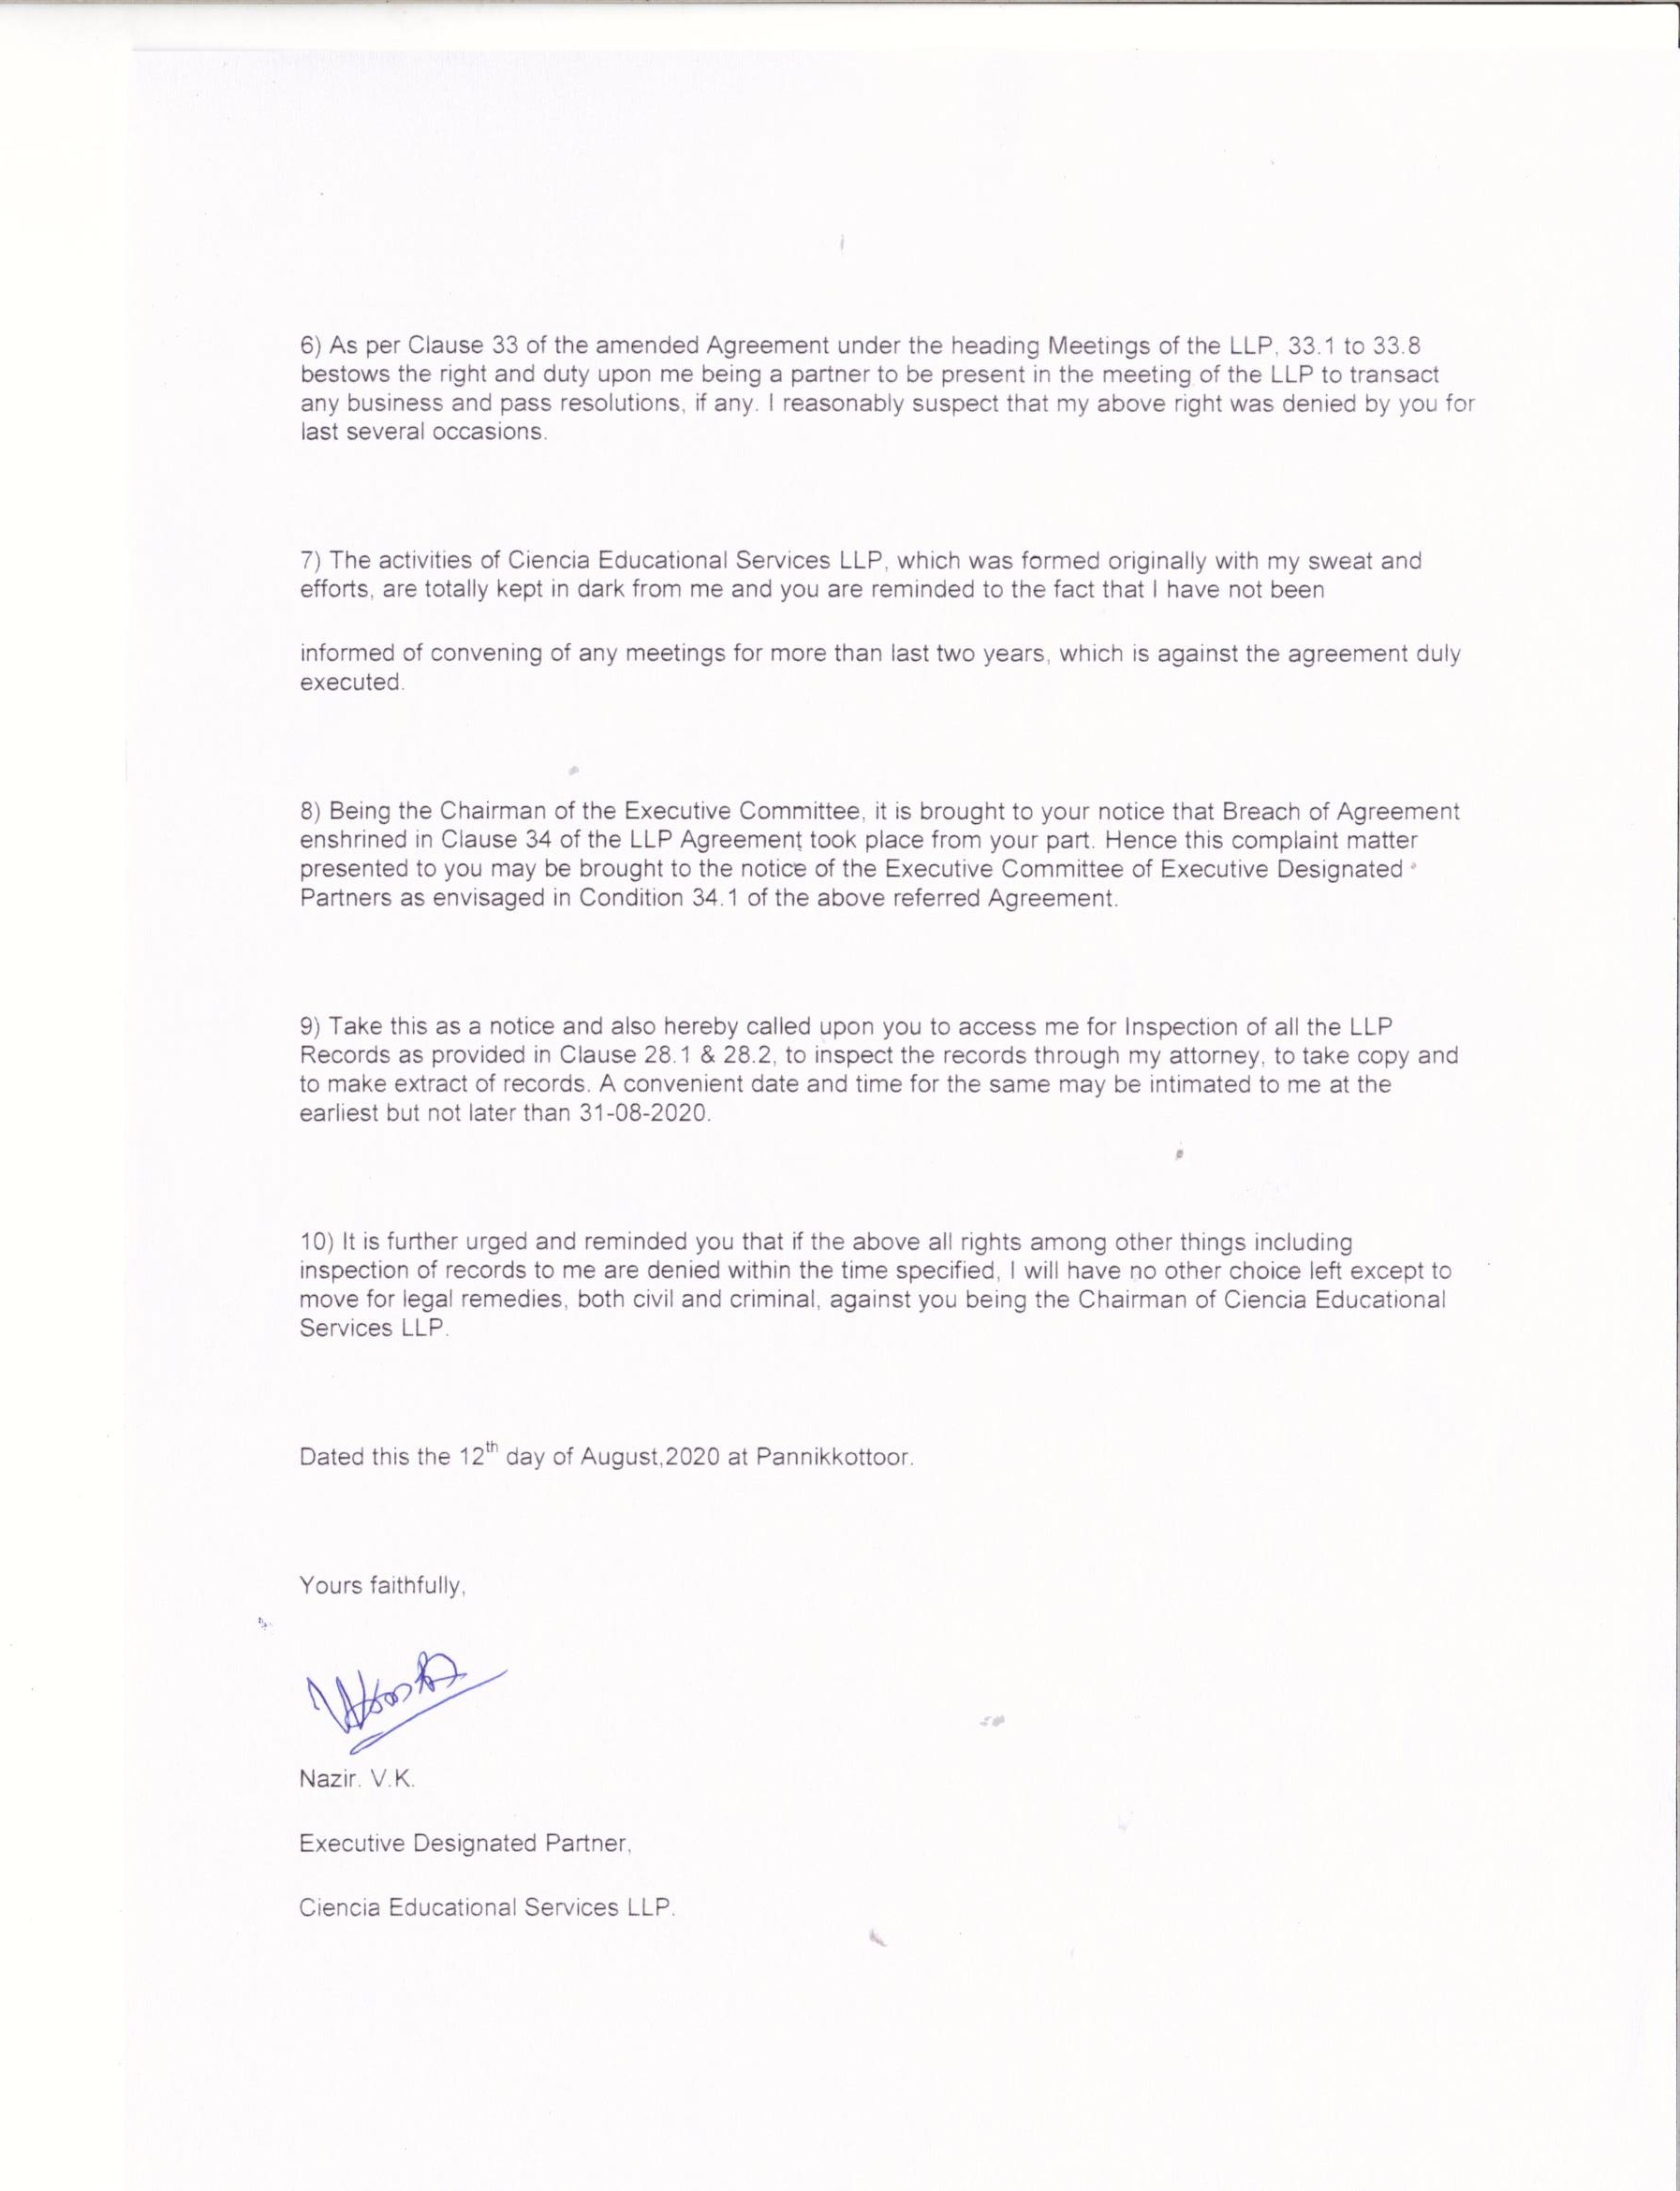 6) As per Clause 33 of the amended Agreement under the heading Meetings of the LLP, 33.1 to 33.8
bestows the right and duty upon me being a partner to be present in the meeting of the LLP to transact
any business and pass resolutions, if any. I reasonably suspect that my above right was denied by you for
last several occasions.
7) The activities of Ciencia Educational Services LLP, which was formed originally with my sweat and
efforts, are totally kept in dark from me and you are reminded to the fact that I have not been
informed of convening of any meetings for more than last two years, which is against the agreement duly
executed.
8) Being the Chairman of the Executive Committee, it is brought to your notice that Breach of Agreement
enshrined in Clause 34 of the LLP Agreement took place from your part. Hence this complaint matter
presented to you may be brought to the notice of the Executive Committee of Executive Designated
Partners as envisaged in Condition 34.1 of the above referred Agreement.
9) Take this as a notice and also hereby called upon you to access me for Inspection of all the LLP
Records as provided in Clause 28.1 & 28.2, to inspect the records through my attorney, to take copy and
to make extract of records. A convenient date and time for the same may be intimated to me at the
earliest but not later than 31-08-2020.
10) It is further urged and reminded you that if the above all rights among other things including
inspection of records to me are denied within the time specified, I will have no other choice left except to
move for legal remedies, both civil and criminal, against you being the Chairman of Ciencia Educational
Services LLP.
Dated this the 12th day of August,2020 at Pannikkottoor.
Yours faithfully,
Nazir. V.K.
Executive Designated Partner,
Ciencia Educational Services LLP.